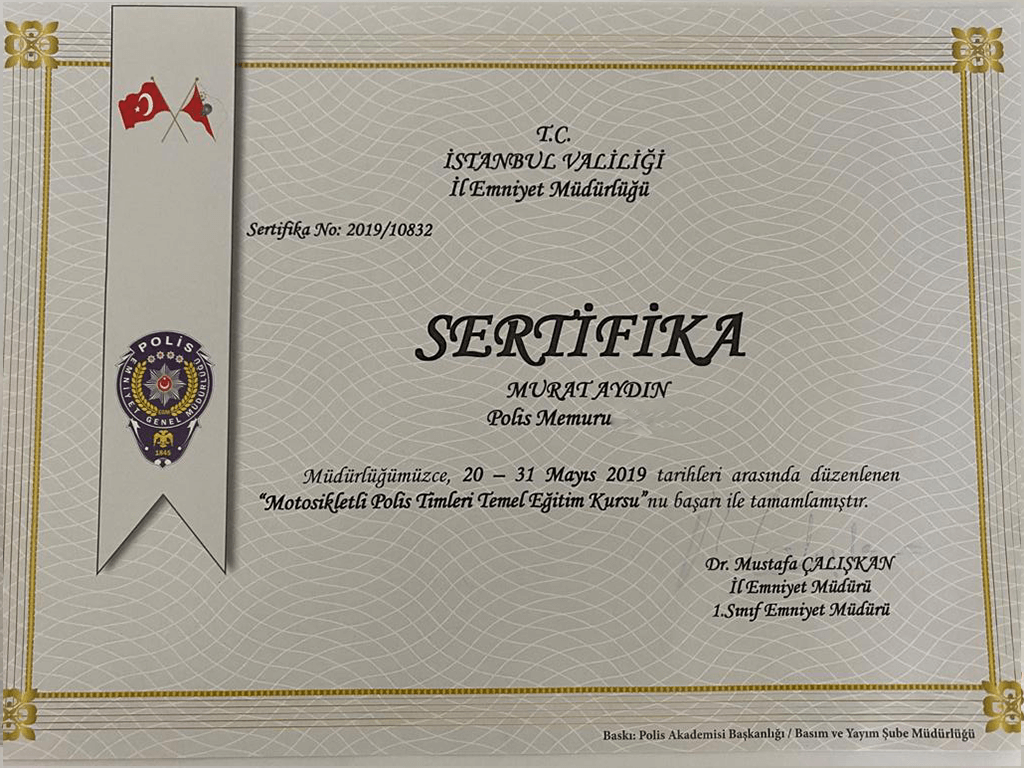 T.C.
İSTANBUL VALİLİĞİ
İl Emniyet Müdürlüğü
Sertifika No: 2019/10832
SERTİFİKA
MURAT AYDIN
Polis Memuru
Müdürlüğümüzce, 20 – 31 Mayıs 2019 tarihleri arasında düzenlenen
“Motosikletli Polis Timleri Temel Eğitim Kursu”nu başarı ile tamamlamıştır.
Dr. Mustafa ÇALIŞKAN
İl Emniyet Müdürü
1.Sınıf Emniyet Müdürü
POLİS
EMNİYET GENEL MÜDÜRLÜĞÜ
EGM
1845
Baskı: Polis Akademisi Başkanlığı / Basım ve Yayım Şube Müdürlüğü